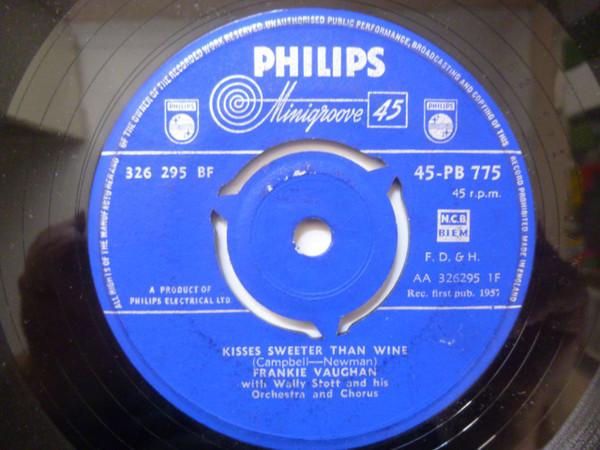 ALL RIGHTS OF THE MANUFACTURER AND OF THE OWNER OF THE RECORDED WORK RESERVED. UNAUTHORISED PUBLIC PERFORMANCE, BROADCASTING AND COPYING OF THIS RECORD PROHIBITED MADE IN ENGLAND
PHILIPS
Minigroove 45
PHILIPS
PHILIPS
326 295 BF
45-PB 775
45 r.p.m.
N.C.B
BIEM
F. D. & H.
AA 326295 1F
Rec. first pub. 1957
A PRODUCT OF
PHILIPS ELECTRICAL LTD
KISSES SWEETER THAN WINE
(Campbell—Newman)
FRANKIE VAUGHAN
with Wally Stott and his
Orchestra and Chorus